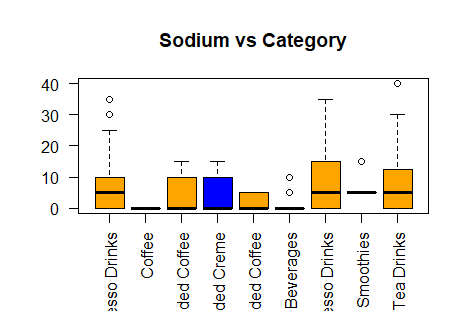 Sodium vs Category
40
30
20
10
0
esso Drinks
Coffee
ded Coffee
ded Creme
ded Coffee
Beverages
esso Drinks
Smoothies
Tea Drinks